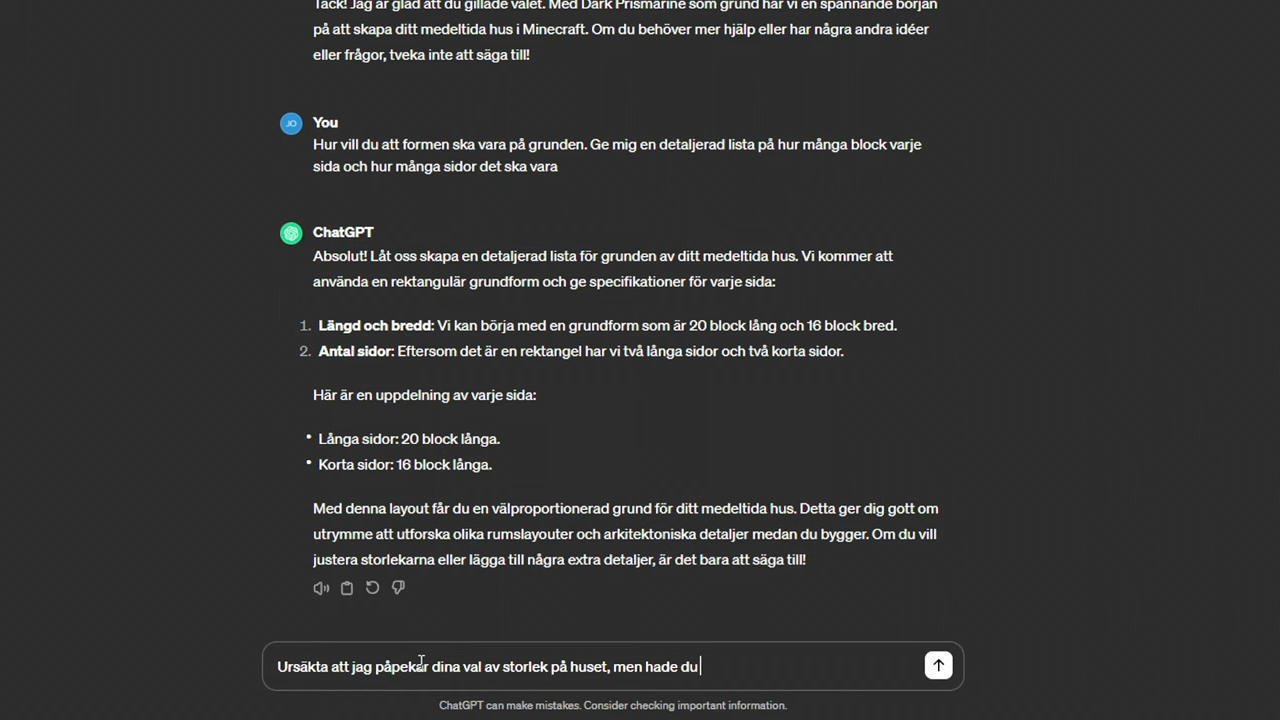 Tack! Jag är glad att du gillade valet. Med Dark Prismarine som grund har vi en spännande början
på att skapa ditt medeltida hus i Minecraft. Om du behöver mer hjälp eller har några andra idéer
eller frågor, tveka inte att säga till!
JO You
Hur vill du att formen ska vara på grunden. Ge mig en detaljerad lista på hur många block varje
sida och hur många sidor det ska vara
ChatGPT
Absolut! Låt oss skapa en detaljerad lista för grunden av ditt medeltida hus. Vi kommer att
använda en rektangulär grundform och ge specifikationer för varje sida:
1. Längd och bredd: Vi kan börja med en grundform som är 20 block lång och 16 block bred.
2. Antal sidor: Eftersom det är en rektangel har vi två långa sidor och två korta sidor.
Här är en uppdelning av varje sida:
• Långa sidor: 20 block långa.
• Korta sidor: 16 block långa.
Med denna layout får du en välproportionerad grund för ditt medeltida hus. Detta ger dig gott om
utrymme att utforska olika rumslayouter och arkitektoniska detaljer medan du bygger. Om du vill
justera storlekarna eller lägga till några extra detaljer, är det bara att säga till!
Ursäkta att jag påpekar dina val av storlek på huset, men hade du
ChatGPT can make mistakes. Consider checking important information.